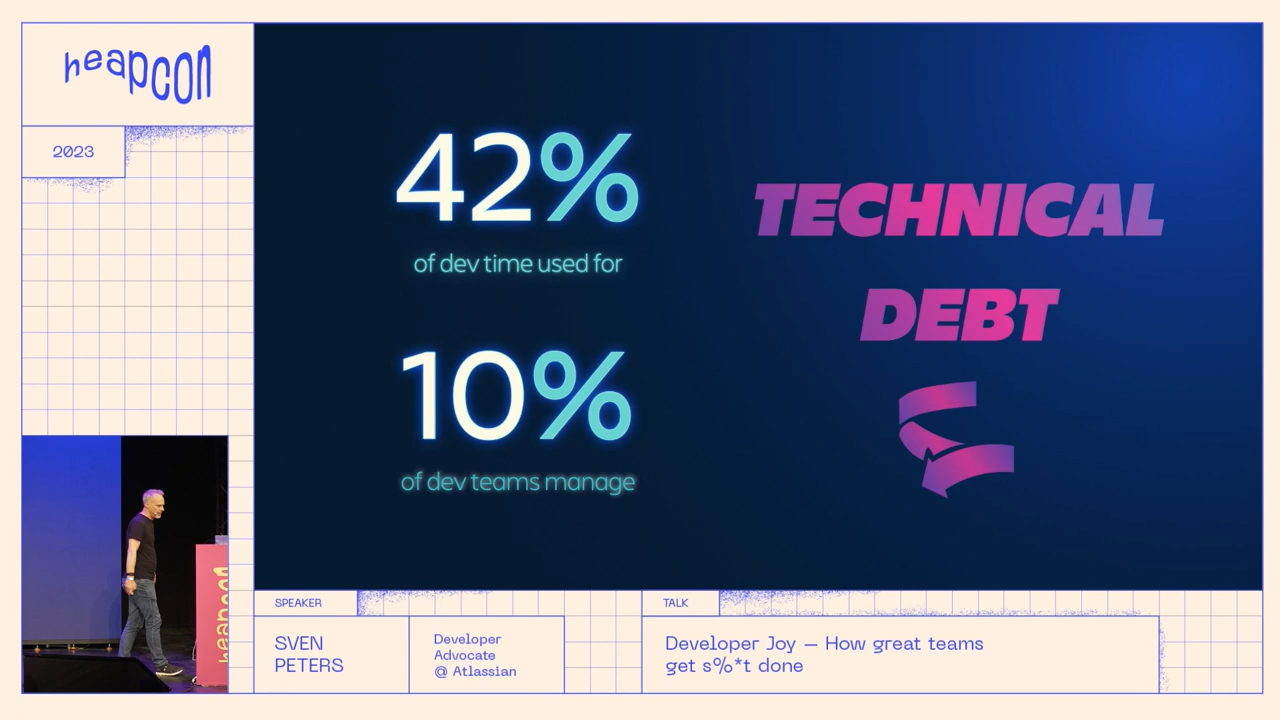 heapcon
2023
42%
of dev time used for
10%
of dev teams manage
TECHNICAL
DEBT
heapcon
SPEAKER
SVEN
PETERS
Developer
Advocate
@ Atlassian
TALK
Developer Joy – How great teams
get s%*t done